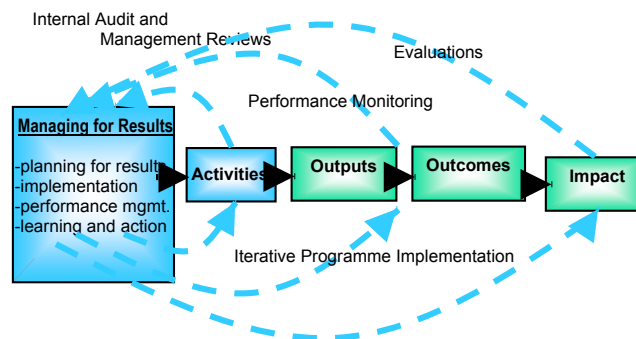 Internal Audit and
Management Reviews
Evaluations
Performance Monitoring
Managing for Results
-planning for results
-implementation
-performance mgmt.
-learning and action
Activities
Outputs
Outcomes
Impact
Iterative Programme Implementation